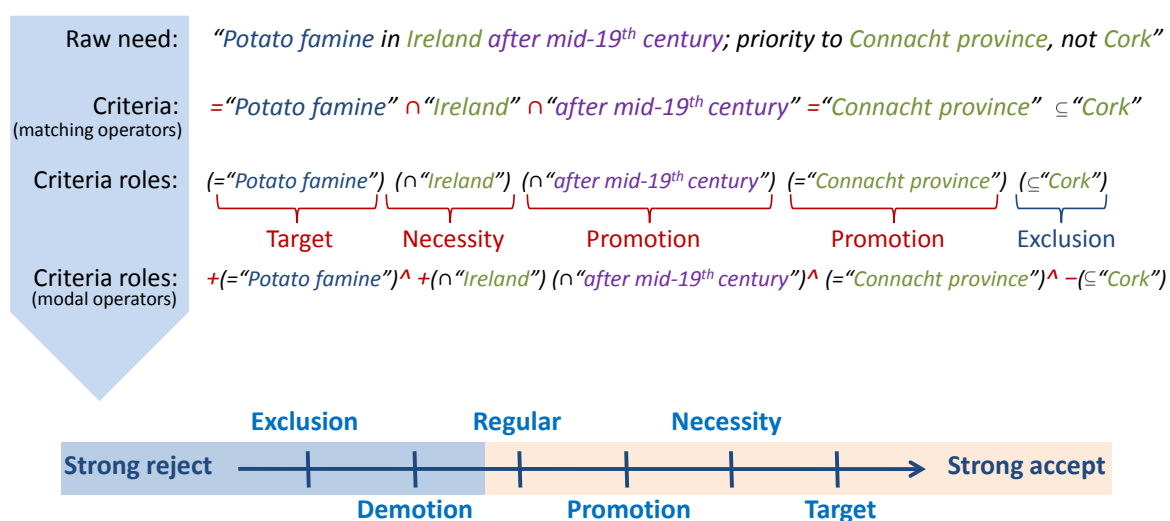 Raw need: “Potato famine in Ireland after mid-19th century; priority to Connacht province, not Cork”
Criteria: =“Potato famine” ∩“Ireland” ∩“after mid-19th century” =“Connacht province” ⊆“Cork”
(matching operators)
Criteria roles: (=“Potato famine”) (∩“Ireland”) (∩“after mid-19th century”) (=“Connacht province”) (⊆“Cork”)
Target Necessity Promotion Promotion Exclusion
Criteria roles: +(=“Potato famine”)^ +(∩“Ireland”) (∩“after mid-19th century”)^ (=“Connacht province”)^ –(⊆“Cork”)
(modal operators)
Exclusion Regular Necessity
Strong reject Strong accept
Demotion Promotion Target